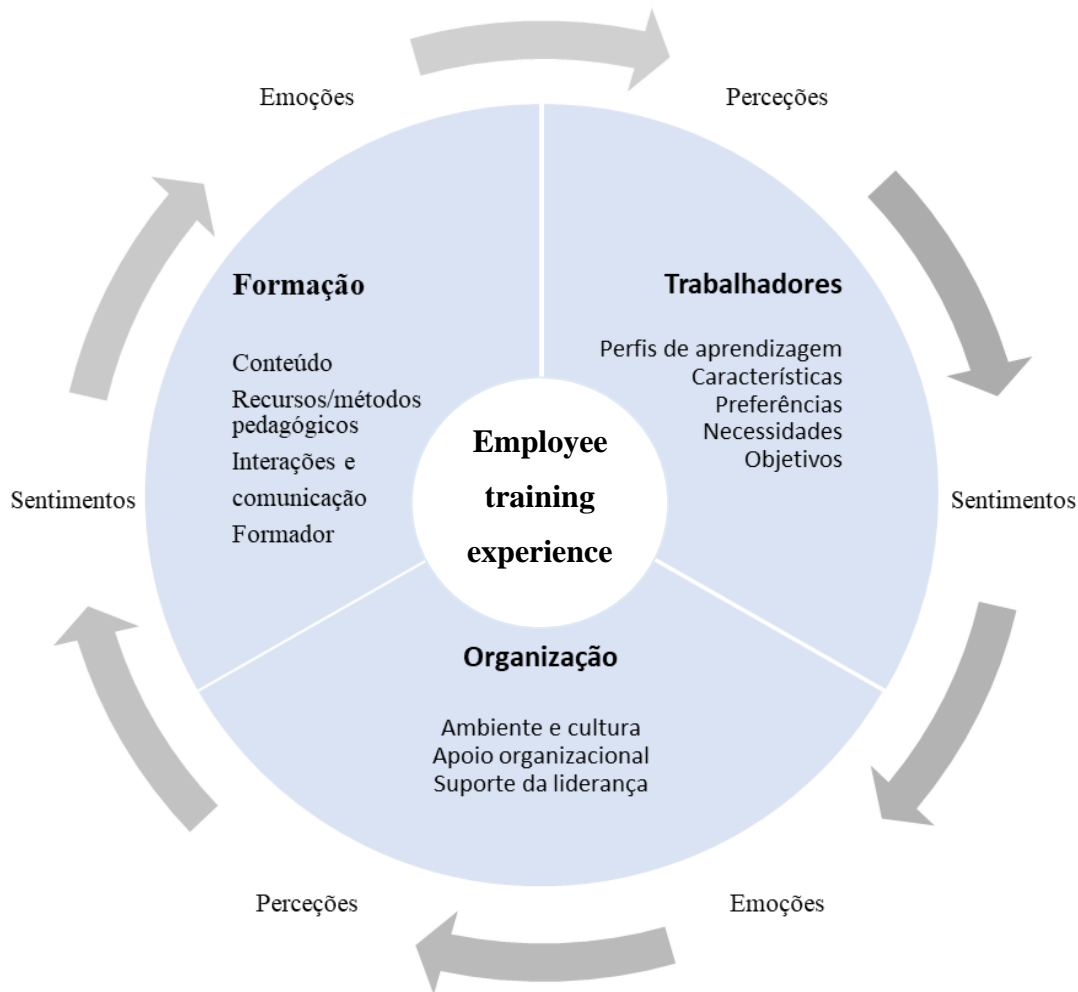 Emoções
Perceções
Formação
Conteúdo
Recursos/métodos
pedagógicos
Interações e
comunicação
Formador
Trabalhadores
Perfis de aprendizagem
Características
Preferências
Necessidades
Objetivos
Employee
training
experience
Sentimentos
Sentimentos
Organização
Ambiente e cultura
Apoio organizacional
Suporte da liderança
Perceções
Emoções